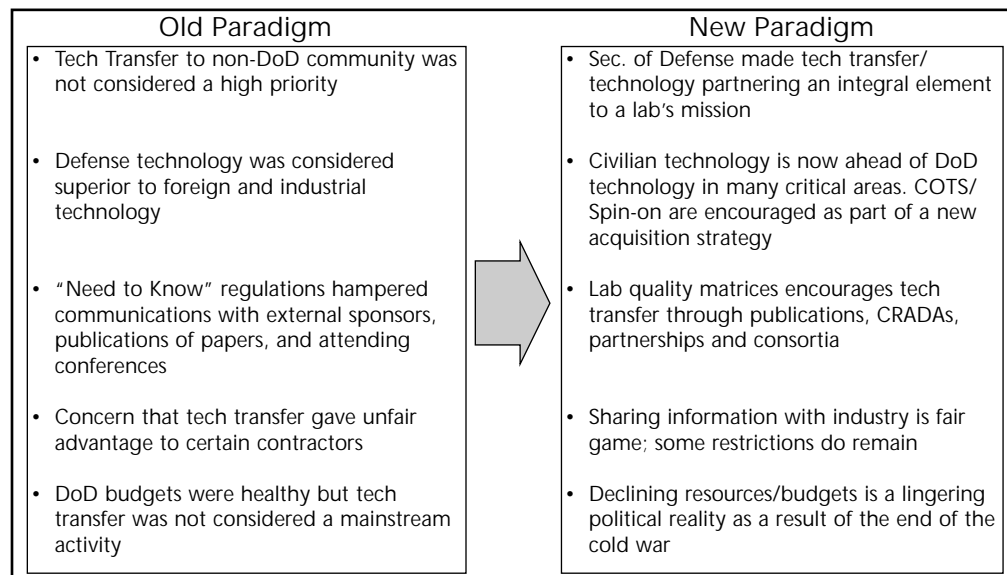 Old Paradigm
• Tech Transfer to non-DoD community was
not considered a high priority
• Defense technology was considered
superior to foreign and industrial
technology
• “Need to Know” regulations hampered
communications with external sponsors,
publications of papers, and attending
conferences
• Concern that tech transfer gave unfair
advantage to certain contractors
• DoD budgets were healthy but tech
transfer was not considered a mainstream
activity
New Paradigm
• Sec. of Defense made tech transfer/
technology partnering an integral element
to a lab’s mission
• Civilian technology is now ahead of DoD
technology in many critical areas. COTS/
Spin-on are encouraged as part of a new
acquisition strategy
• Lab quality matrices encourages tech
transfer through publications, CRADAs,
partnerships and consortia
• Sharing information with industry is fair
game; some restrictions do remain
• Declining resources/budgets is a lingering
political reality as a result of the end of the
cold war